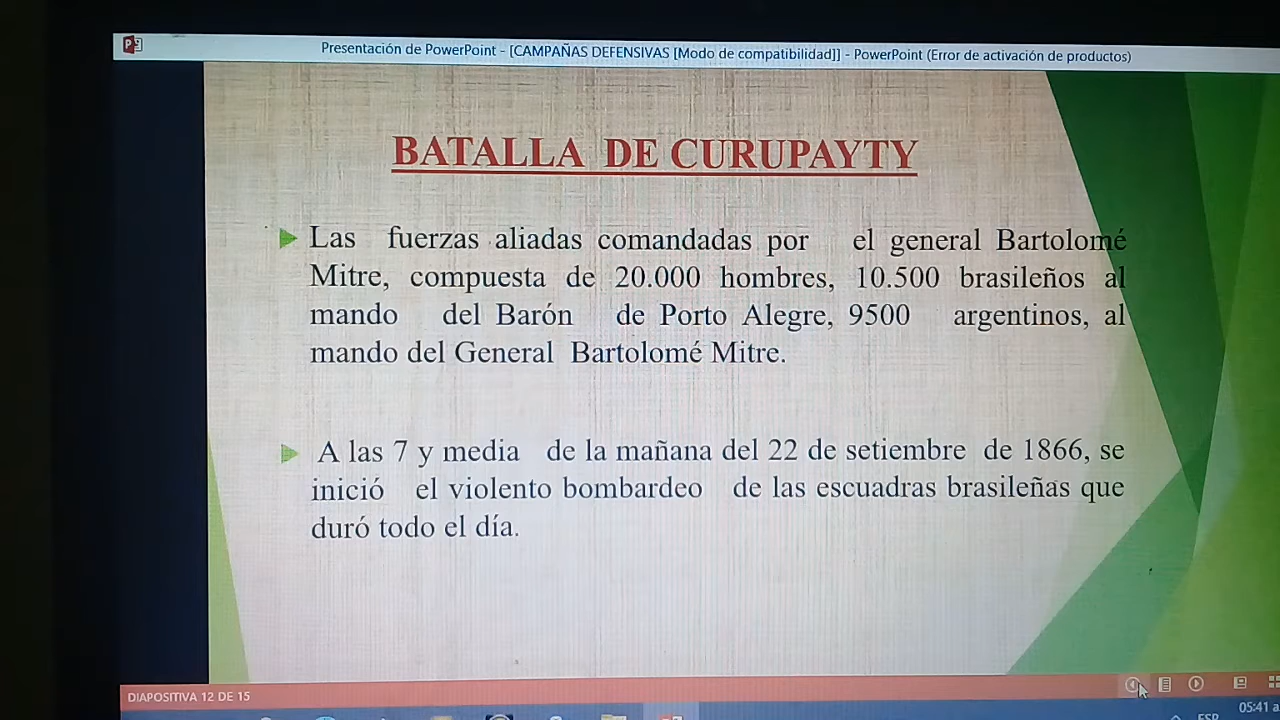 Presentación de PowerPoint - [CAMPAÑAS DEFENSIVAS [Modo de compatibilidad]] - PowerPoint (Error de activación de productos)
BATALLA DE CURUPAYTY
Las fuerzas aliadas comandadas por el general Bartolomé
Mitre, compuesta de 20.000 hombres, 10.500 brasileños al
mando del Barón de Porto Alegre, 9500 argentinos, al
mando del General Bartolomé Mitre.
A las 7 y media de la mañana del 22 de setiembre de 1866, se
inició el violento bombardeo de las escuadras brasileñas que
duró todo el día.
DIAPOSITIVA 12 DE 15
ESP
05:41 a